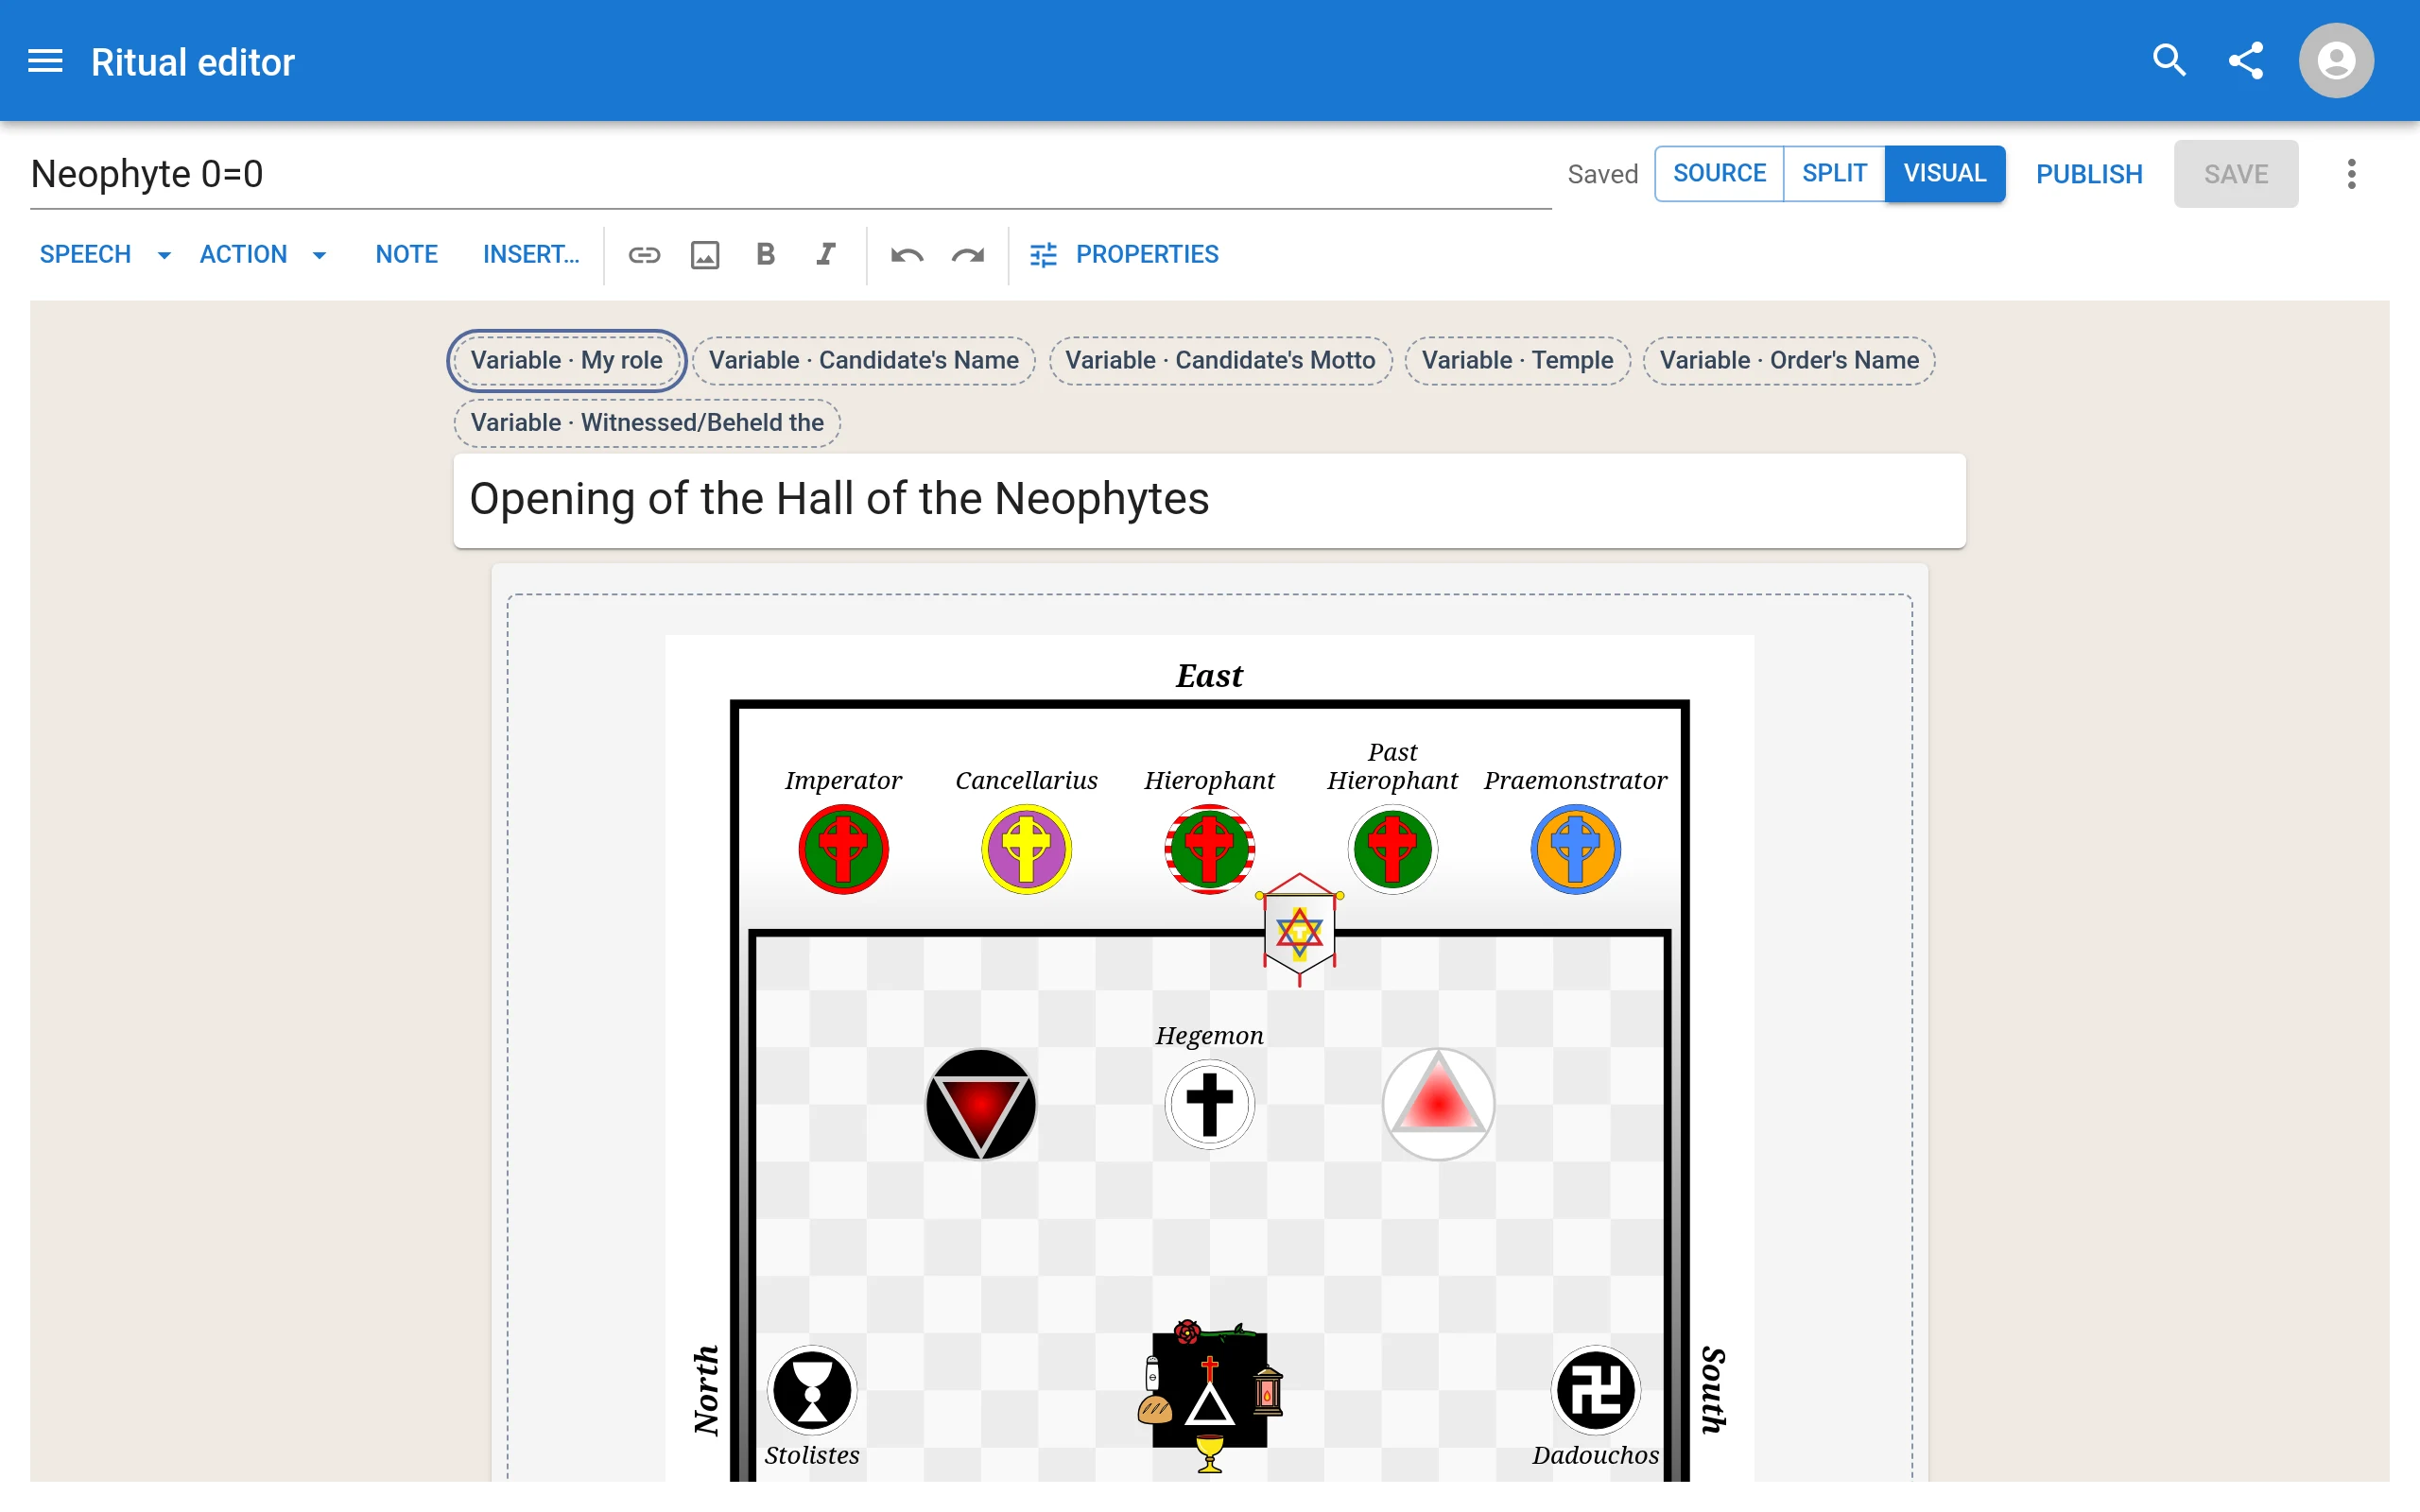 Ritual editor
Neophyte 0=0
Saved
SOURCE
SPLIT
VISUAL
PUBLISH
SAVE
SPEECH
ACTION
NOTE
INSERT...
B
I
PROPERTIES
Variable · My role
Variable · Candidate's Name
Variable · Candidate's Motto
Variable · Temple
Variable · Order's Name
Variable · Witnessed/Beheld the
Opening of the Hall of the Neophytes
East
Imperator
Cancellarius
Hierophant
Past
Hierophant
Praemonstrator
Hegemon
North
South
Stolistes
Dadouchos